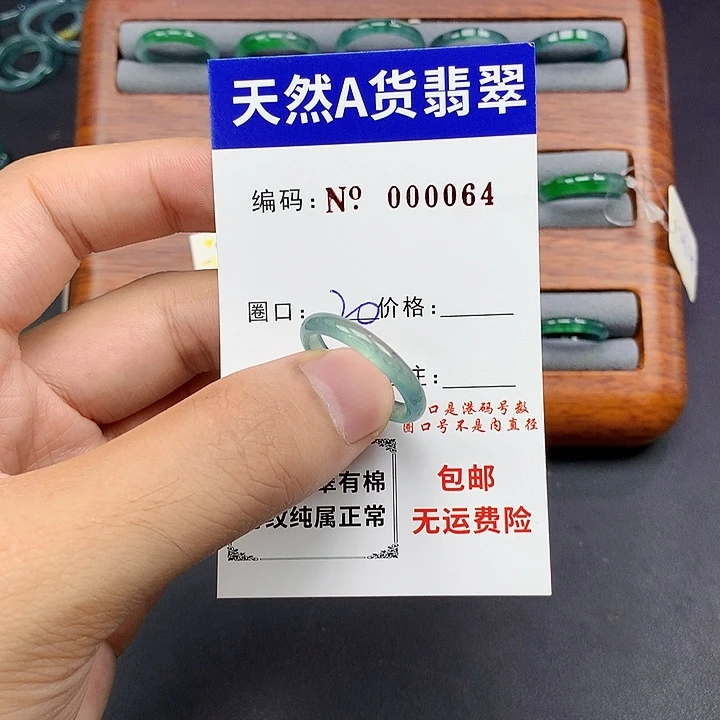 天然A货翡翠
编码：Nº 000064
圈口：20 价格：
主：
口是港码号数
圈口号不是内直径
有棉
纹纯属正常
包邮
无运费险